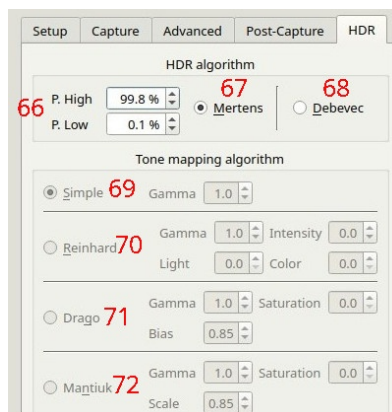 Setup Capture Advanced Post-Capture HDR
HDR algorithm
67 68
66 P. High 99.8 % Mertens Debevec
P. Low 0.1 %
Tone mapping algorithm
Simple 69 Gamma 1.0
Reinhard 70 Gamma 1.0 Intensity 0.0
Light 0.0 Color 0.0
Drago 71 Gamma 1.0 Saturation 0.0
Bias 0.85
Mantiuk 72 Gamma 1.0 Saturation 0.0
Scale 0.85